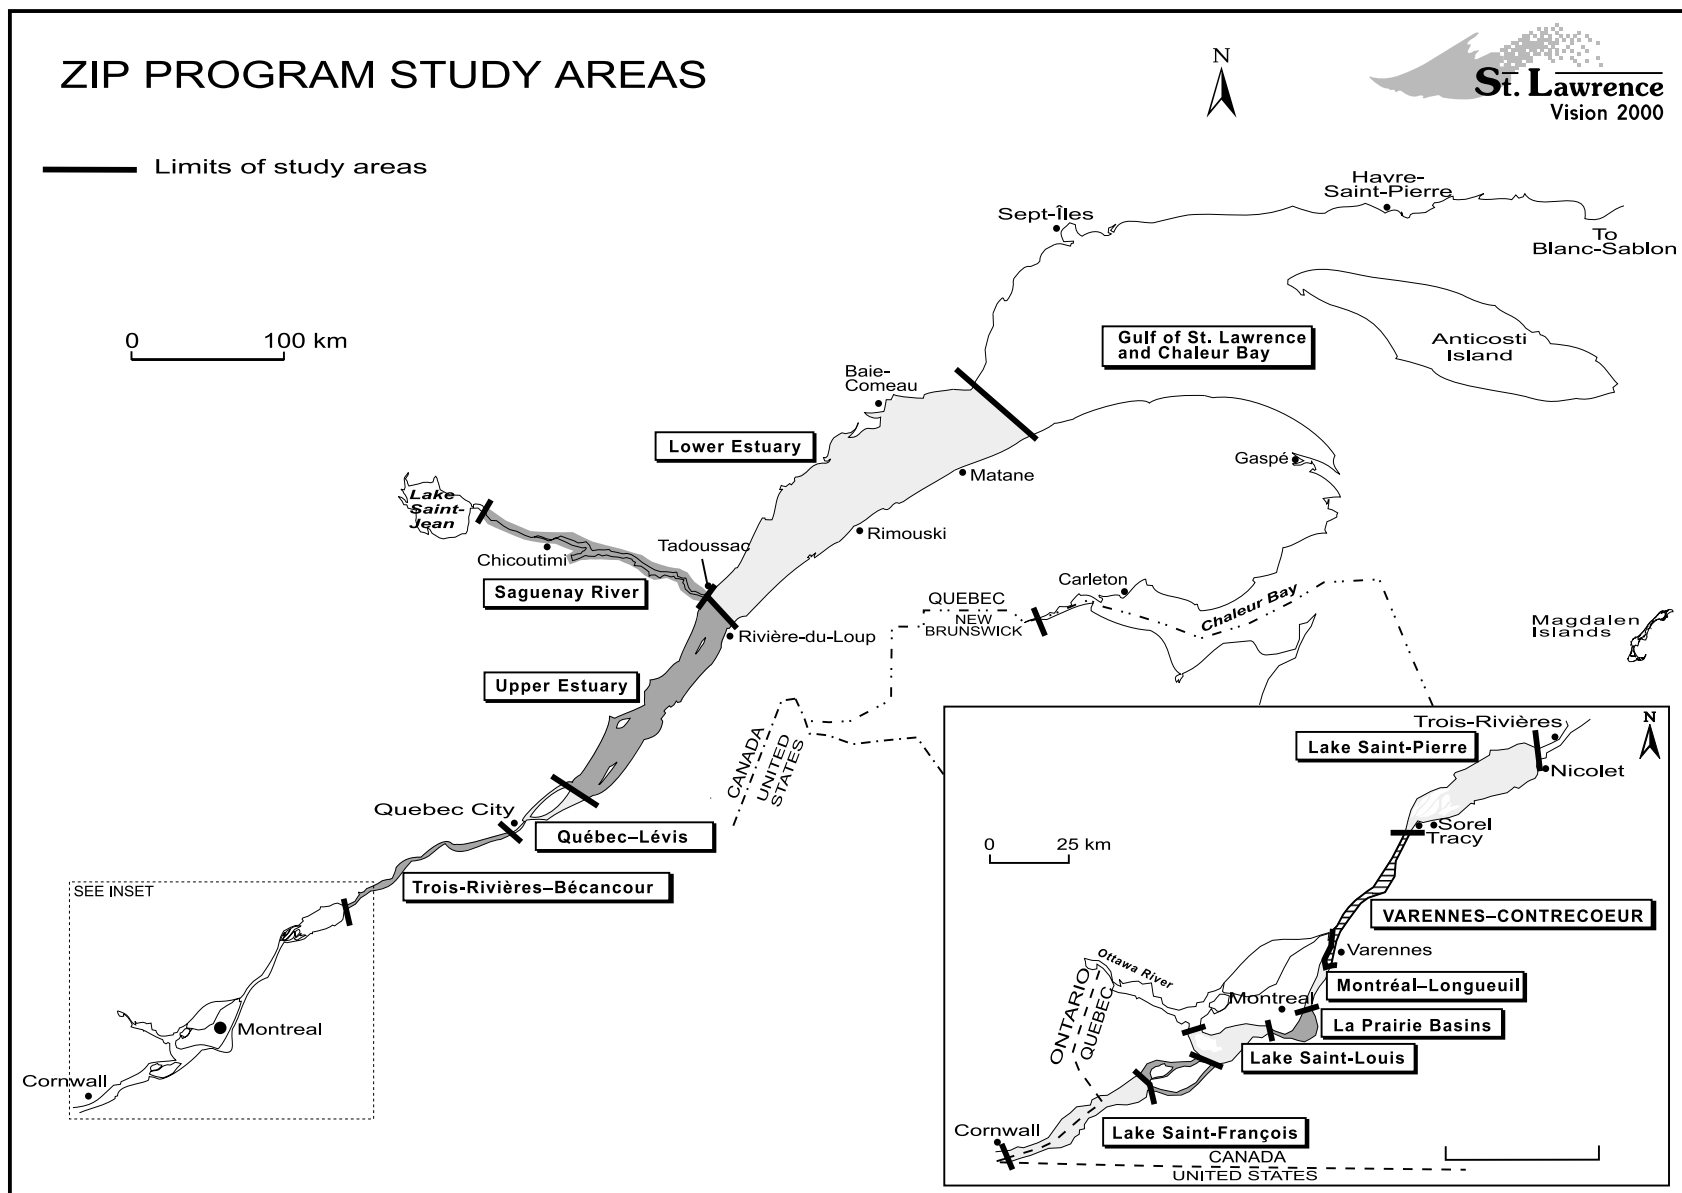 ZIP PROGRAM STUDY AREAS
N
St. Lawrence
Vision 2000
Limits of study areas
Havre-
Saint-Pierre
Sept-Îles
To
Blanc-Sablon
0 100 km
Gulf of St. Lawrence
and Chaleur Bay
Anticosti
Island
Baie-
Comeau
Lower Estuary
Gaspé
Matane
Lake
Saint-
Jean
Rimouski
Tadoussac
Chicoutimi
Saguenay River
Carleton
QUEBEC
NEW
BRUNSWICK
Chaleur Bay
Magdalen
Islands
Rivière-du-Loup
Upper Estuary
CANADA
UNITED
STATES
Quebec City
Québec–Lévis
Trois-Rivières–Bécancour
SEE INSET
Montreal
Cornwall
Trois-Rivières
N
Lake Saint-Pierre
Nicolet
Sorel
Tracy
0 25 km
VARENNES–CONTRECOEUR
Varennes
Ottawa River
ONTARIO
QUEBEC
Montreal
Montréal–Longueuil
La Prairie Basins
Lake Saint-Louis
Cornwall
Lake Saint-François
CANADA
UNITED STATES